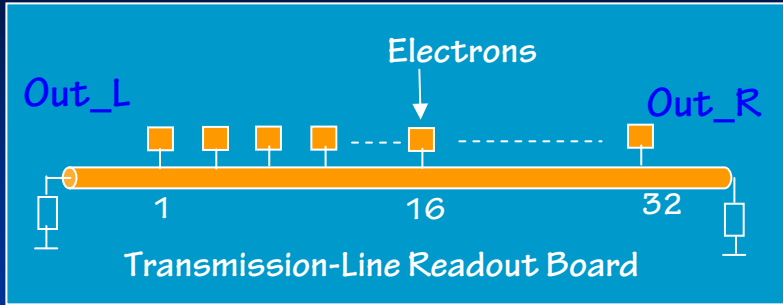 Electrons
Out_L
Out_R
1 16 32
Transmission-Line Readout Board